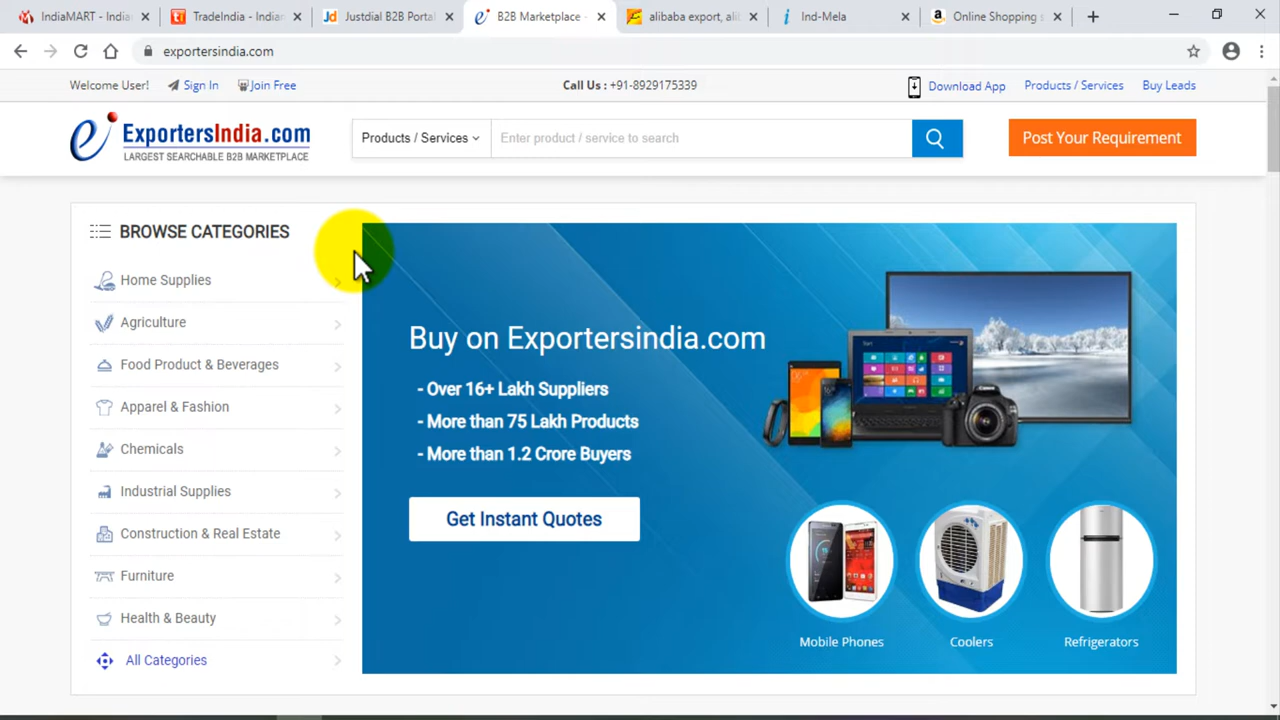 IndiaMART - Indian
TradeIndia - Indian
Justdial B2B Portal
B2B Marketplace -
alibaba export, ali
Ind-Mela
Online Shopping s
exportersindia.com
Welcome User! Sign In Join Free Call Us : +91-8929175339 Download App Products / Services Buy Leads
ExportersIndia.com
LARGEST SEARCHABLE B2B MARKETPLACE
Products / Services Enter product / service to search
Post Your Requirement
BROWSE CATEGORIES
Home Supplies
Agriculture
Food Product & Beverages
Apparel & Fashion
Chemicals
Industrial Supplies
Construction & Real Estate
Furniture
Health & Beauty
All Categories
Buy on Exportersindia.com
- Over 16+ Lakh Suppliers
- More than 75 Lakh Products
- More than 1.2 Crore Buyers
Get Instant Quotes
Start
Mobile Phones Coolers Refrigerators